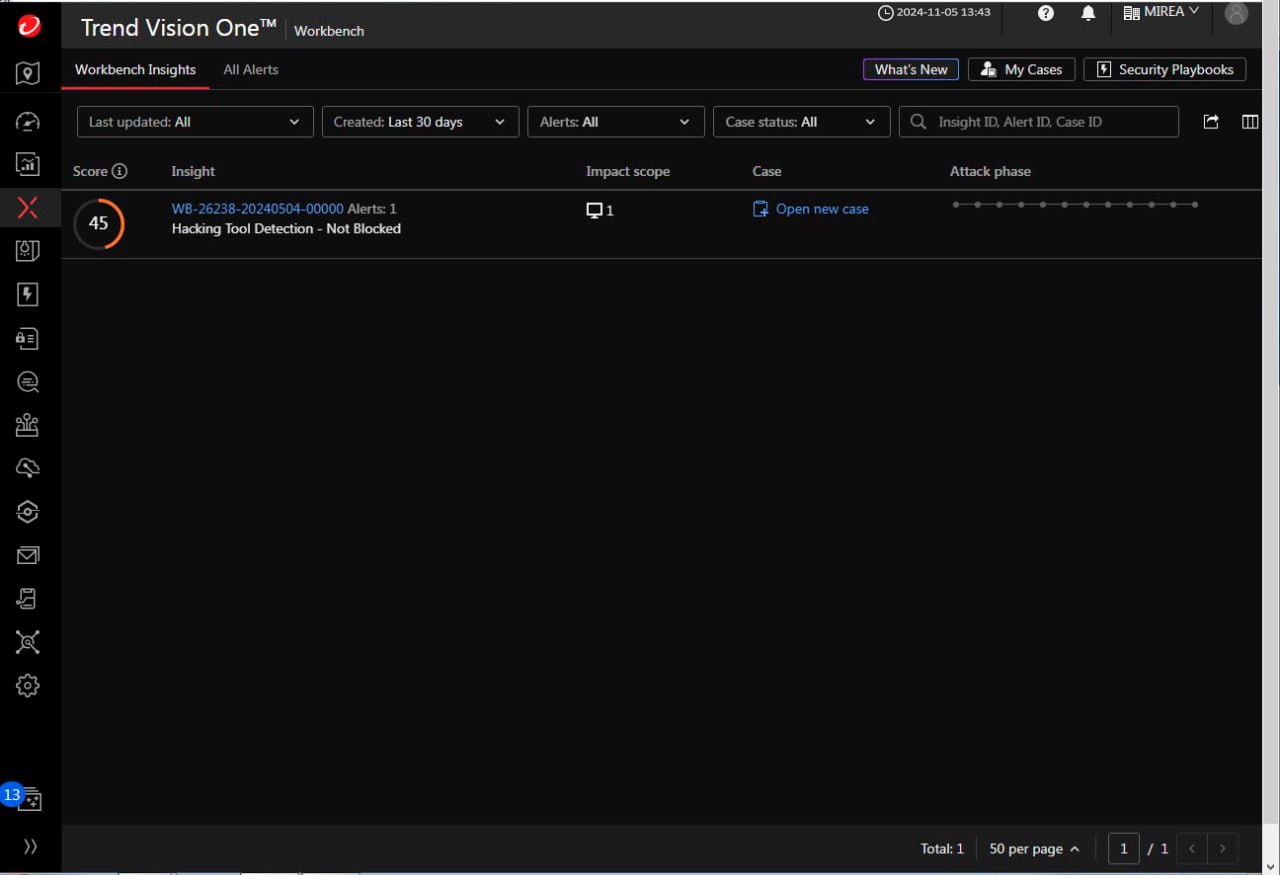 Trend Vision One™ Workbench 2024-11-05 13:43 MIREA
Workbench Insights All Alerts What's New My Cases Security Playbooks
Last updated: All Created: Last 30 days Alerts: All Case status: All Insight ID, Alert ID, Case ID
Score Insight Impact scope Case Attack phase
45 WB-26238-20240504-00000 Alerts: 1 1 Open new case
Hacking Tool Detection - Not Blocked
13
Total: 1 50 per page 1 / 1